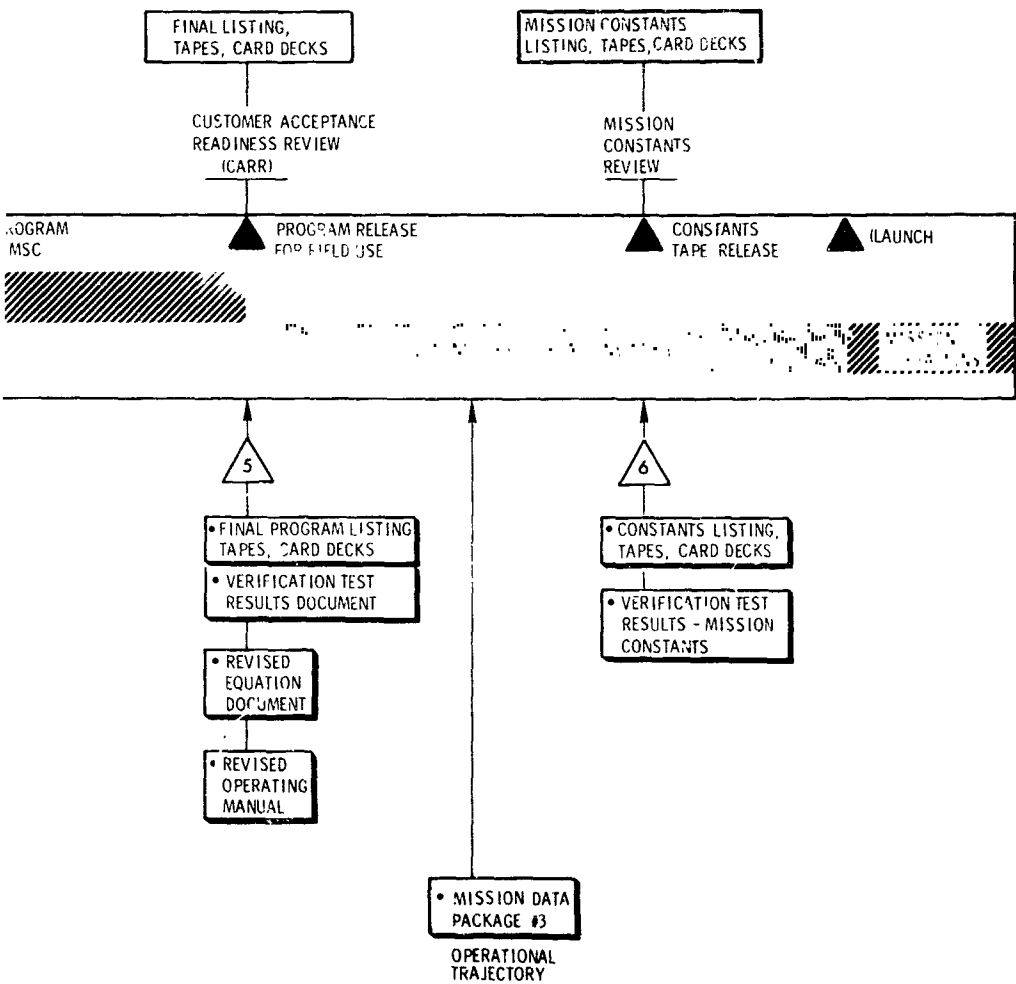 FINAL LISTING,
TAPES, CARD DECKS
MISSION CONSTANTS
LISTING, TAPES, CARD DECKS
CUSTOMER ACCEPTANCE
READINESS REVIEW
(CARR)
MISSION
CONSTANTS
REVIEW
ROGRAM
MSC
PROGRAM RELEASE
FOR FIELD USE
CONSTANTS
TAPE RELEASE
(LAUNCH
5
6
• FINAL PROGRAM LISTING
TAPES, CARD DECKS
• VERIFICATION TEST
RESULTS DOCUMENT
• REVISED
EQUATION
DOCUMENT
• REVISED
OPERATING
MANUAL
• CONSTANTS LISTING,
TAPES, CARD DECKS
• VERIFICATION TEST
RESULTS - MISSION
CONSTANTS
• MISSION DATA
PACKAGE #3
OPERATIONAL
TRAJECTORY